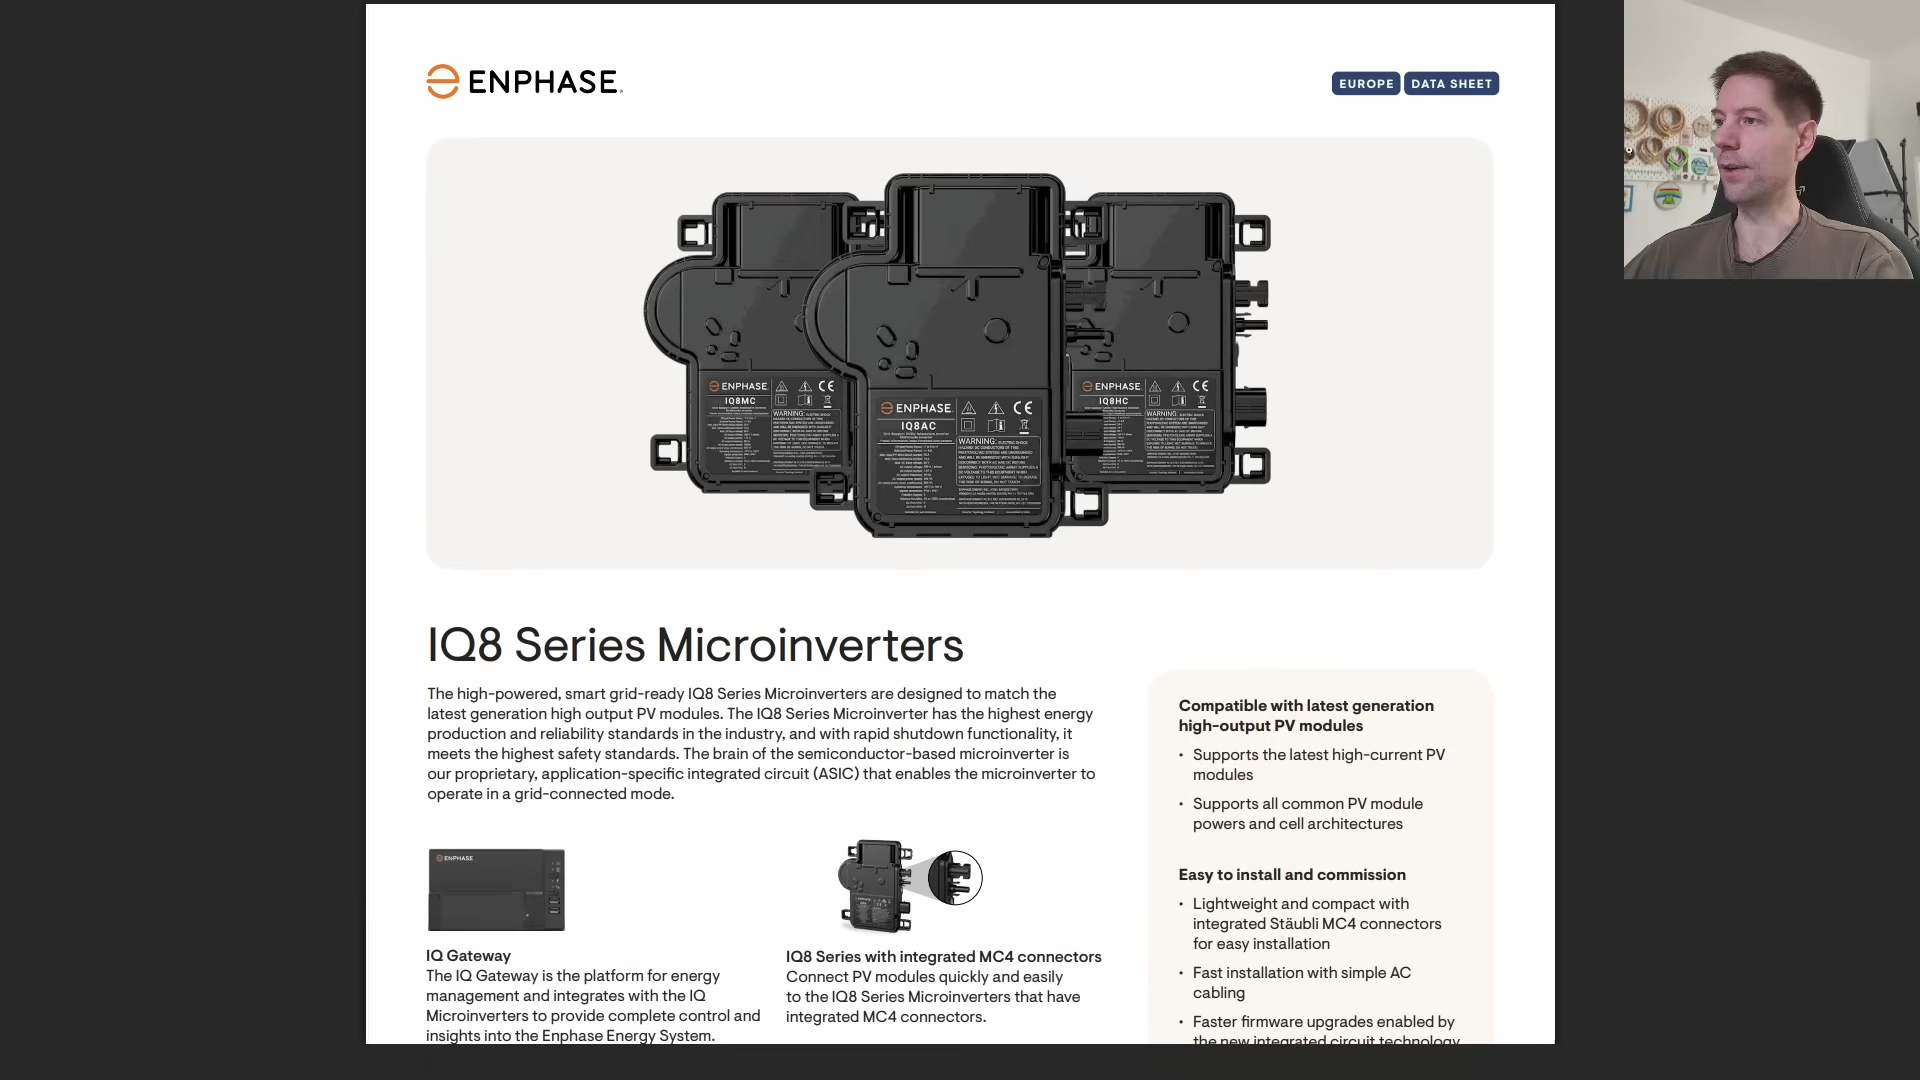 ENPHASE
EUROPE DATA SHEET
ENPHASE
IQ8MC
WARNING:
ENPHASE
IQ8AC
WARNING:
ENPHASE
IQ8HC
WARNING:
IQ8 Series Microinverters
The high-powered, smart grid-ready IQ8 Series Microinverters are designed to match the
latest generation high output PV modules. The IQ8 Series Microinverter has the highest energy
production and reliability standards in the industry, and with rapid shutdown functionality, it
meets the highest safety standards. The brain of the semiconductor-based microinverter is
our proprietary, application-specific integrated circuit (ASIC) that enables the microinverter to
operate in a grid-connected mode.
ENPHASE
IQ Gateway
The IQ Gateway is the platform for energy
management and integrates with the IQ
Microinverters to provide complete control and
insights into the Enphase Energy System.
IQ8 Series with integrated MC4 connectors
Connect PV modules quickly and easily
to the IQ8 Series Microinverters that have
integrated MC4 connectors.
Compatible with latest generation
high-output PV modules
• Supports the latest high-current PV
modules
• Supports all common PV module
powers and cell architectures
Easy to install and commission
• Lightweight and compact with
integrated Stäubli MC4 connectors
for easy installation
• Fast installation with simple AC
cabling
• Faster firmware upgrades enabled by
the new integrated circuit technology